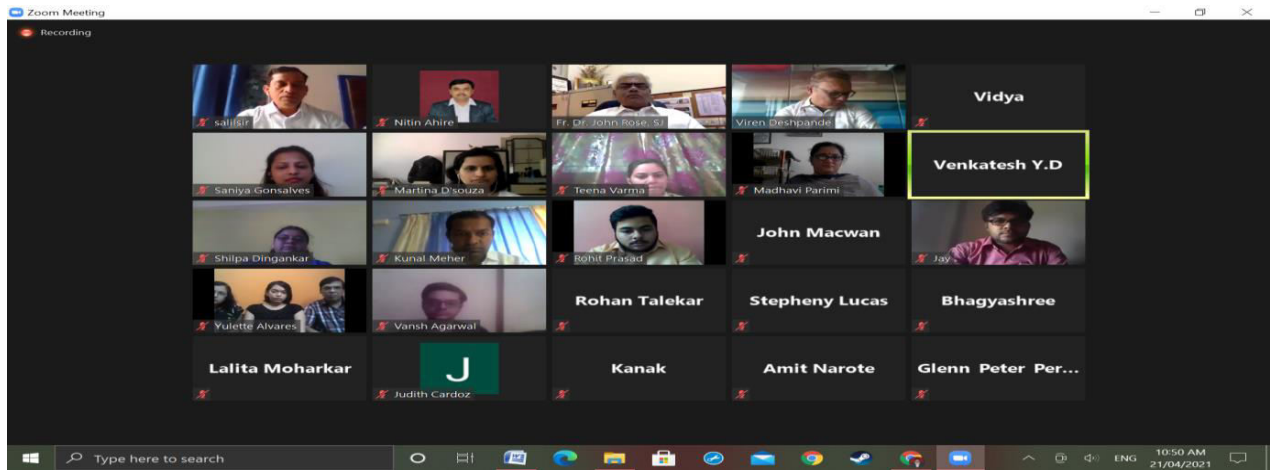 Zoom Meeting
Recording
salilsir
Nitin Ahire
Fr. Dr. John Rose, SJ
Viren Deshpande
Vidya
Saniya Gonsalves
Martina D'souza
Teena Varma
Madhavi Parimi
Venkatesh Y.D
Shilpa Dingankar
Kunal Meher
Rohit Prasad
John Macwan
Jay
Yulette Alvares
Vansh Agarwal
Rohan Talekar
Stepheny Lucas
Bhagyashree
Lalita Moharkar
J
Judith Cardoz
Kanak
Amit Narote
Glenn Peter Per...
Type here to search
ENG
10:50 AM
21/04/2021